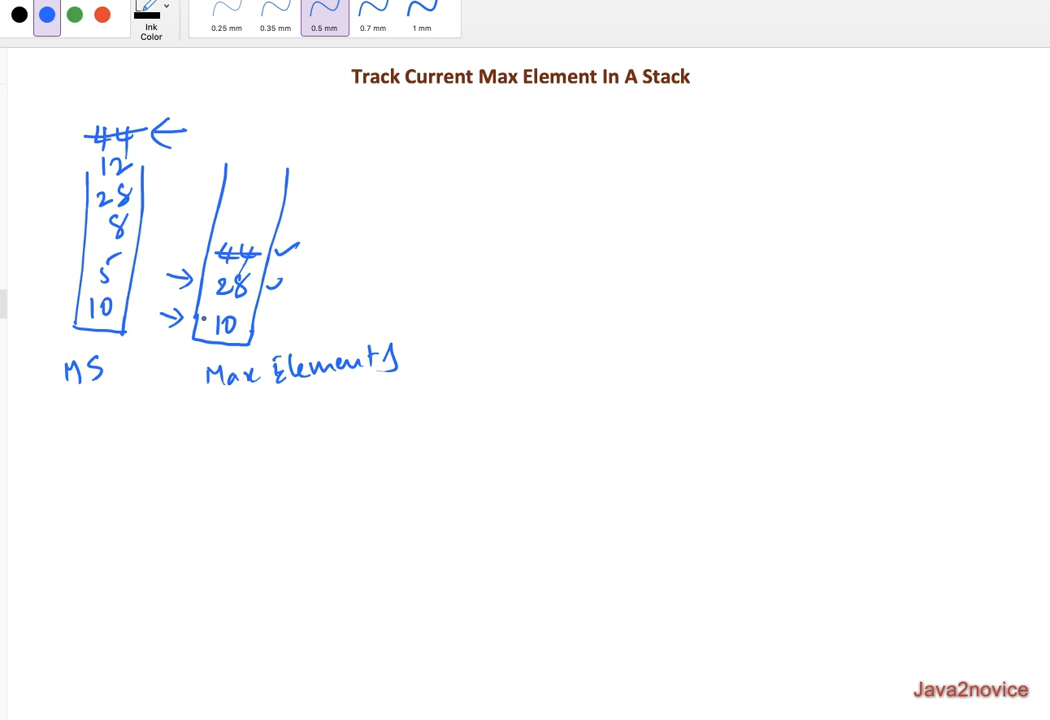 Ink
Color
0.25 mm
0.35 mm
0.5 mm
0.7 mm
1 mm
Track Current Max Element In A Stack
44
12
28
8
5
10
MS
44
28
10
Max Elements
Java2novice